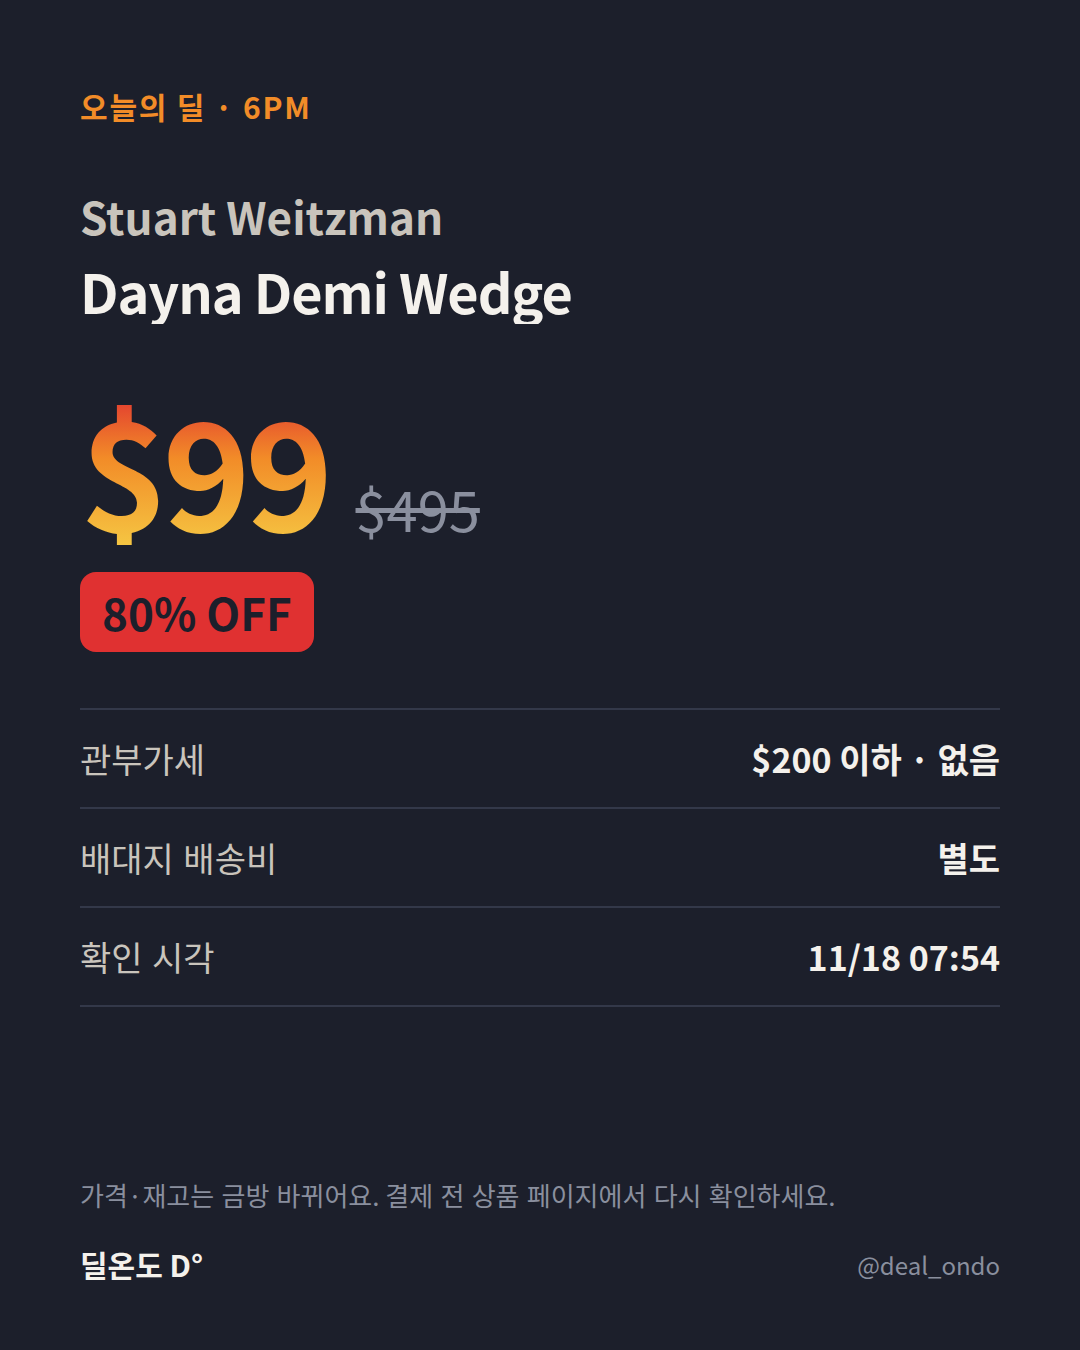 오늘의 딜 · 6PM
Stuart Weitzman
Dayna Demi Wedge
$99 $495
80% OFF
관부가세 $200 이하 · 없음
배대지 배송비 별도
확인 시각 11/18 07:54
가격·재고는 금방 바뀌어요. 결제 전 상품 페이지에서 다시 확인하세요.
딜온도 D° @deal_ondo